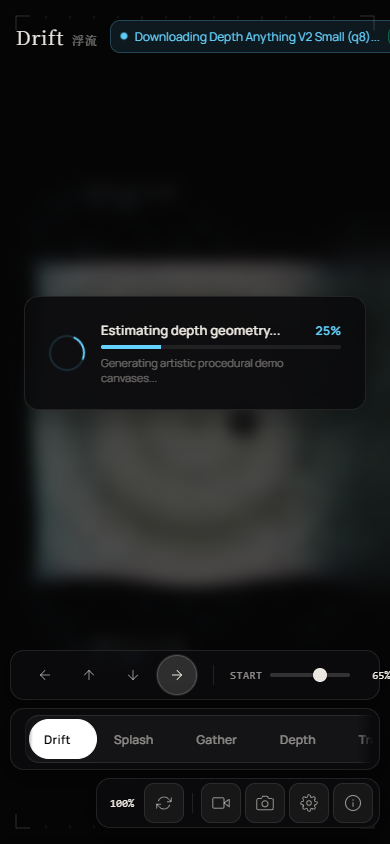 Drift 浮流
Downloading Depth Anything V2 Small (q8)...
Estimating depth geometry... 25%
Generating artistic procedural demo
canvases...
START 65%
Drift Splash Gather Depth
100%